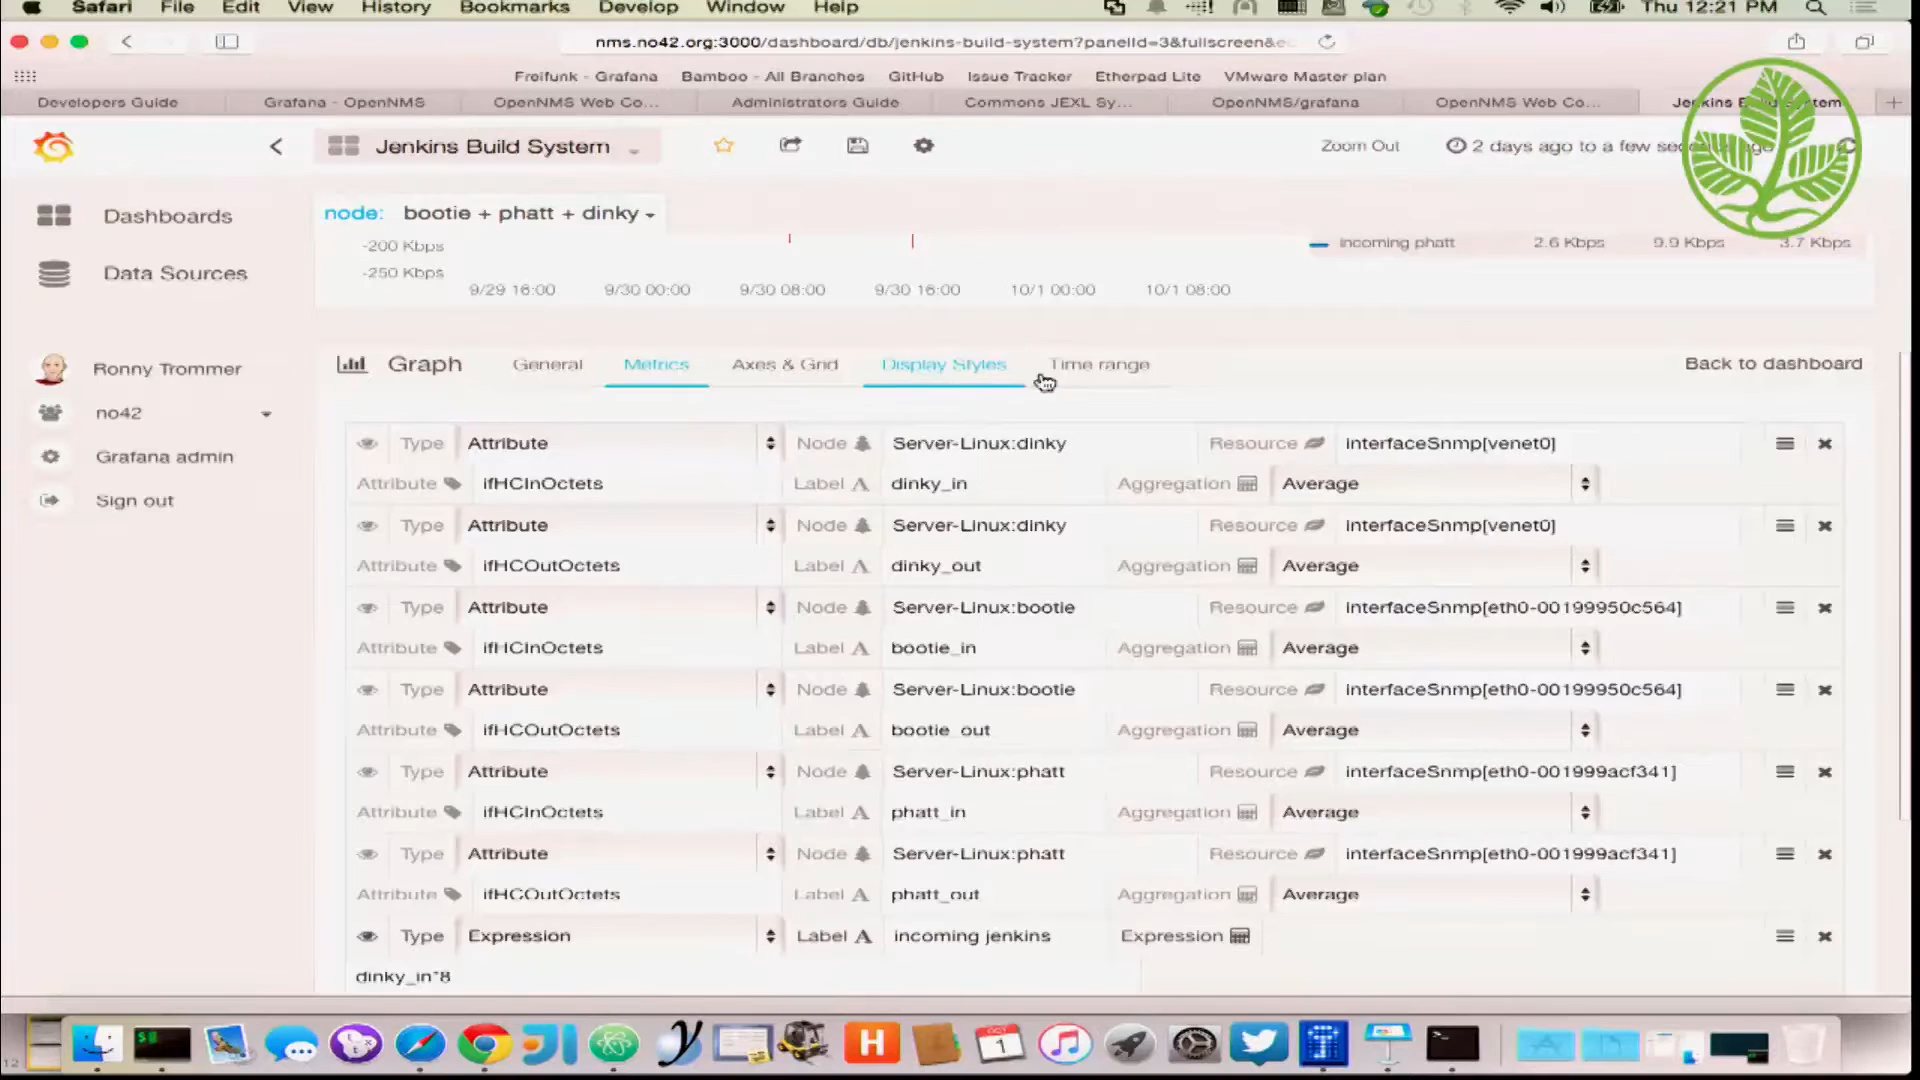 Safari File Edit View History Bookmarks Develop Window Help Thu 12:21 PM
nms.no42.org:3000/dashboard/db/jenkins-build-system?panelId=3&fullscreen&ec
Freifunk - Grafana Bamboo - All Branches GitHub Issue Tracker Etherpad Lite VMware Master plan
Developers Guide Grafana - OpenNMS OpenNMS Web Co... Administrators Guide Commons JEXL Sy... OpenNMS/grafana OpenNMS Web Co... Jenkins Build System
Jenkins Build System Zoom Out 2 days ago to a few seconds ago
Dashboards
node: bootie + phatt + dinky
-200 Kbps incoming phatt 2.6 Kbps 9.9 Kbps 3.7 Kbps
Data Sources
-250 Kbps
9/29 16:00 9/30 00:00 9/30 08:00 9/30 16:00 10/1 00:00 10/1 08:00
Ronny Trommer
no42
Grafana admin
Sign out
Graph General Metrics Axes & Grid Display Styles Time range Back to dashboard
Type Attribute Node Server-Linux:dinky Resource interfaceSnmp[venet0]
Attribute ifHCInOctets Label dinky_in Aggregation Average
Type Attribute Node Server-Linux:dinky Resource interfaceSnmp[venet0]
Attribute ifHCOutOctets Label dinky_out Aggregation Average
Type Attribute Node Server-Linux:bootie Resource interfaceSnmp[eth0-00199950c564]
Attribute ifHCInOctets Label bootie_in Aggregation Average
Type Attribute Node Server-Linux:bootie Resource interfaceSnmp[eth0-00199950c564]
Attribute ifHCOutOctets Label bootie_out Aggregation Average
Type Attribute Node Server-Linux:phatt Resource interfaceSnmp[eth0-001999acf341]
Attribute ifHCInOctets Label phatt_in Aggregation Average
Type Attribute Node Server-Linux:phatt Resource interfaceSnmp[eth0-001999acf341]
Attribute ifHCOutOctets Label phatt_out Aggregation Average
Type Expression Label incoming jenkins Expression
dinky_in*8
OCT
1
12